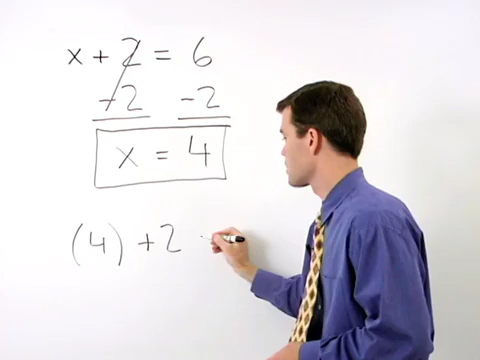 x + 2 = 6
-2 -2
x = 4
(4) +2